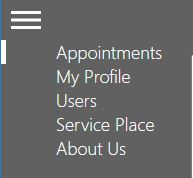 Appointments
My Profile
Users
Service Place
About Us